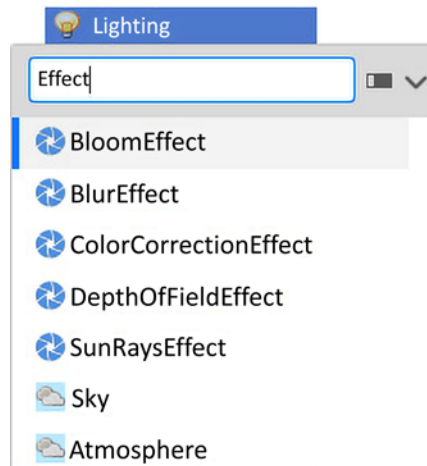 Lighting
Effect
BloomEffect
BlurEffect
ColorCorrectionEffect
DepthOfFieldEffect
SunRaysEffect
Sky
Atmosphere